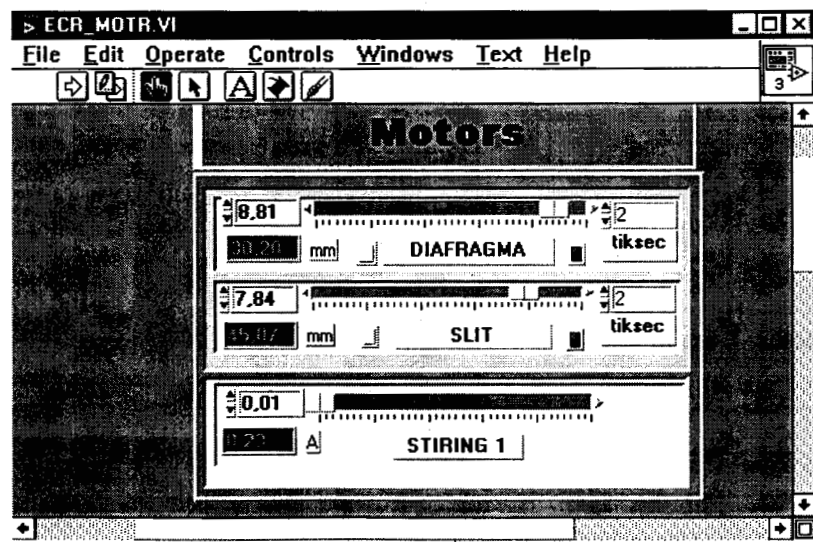 ECR_MOTR.VI
File Edit Operate Controls Windows Text Help
A
3
Motors
8,81
2
mm
DIAFRAGMA
tiksec
7,84
2
mm
SLIT
tiksec
0,01
A
STIRING 1